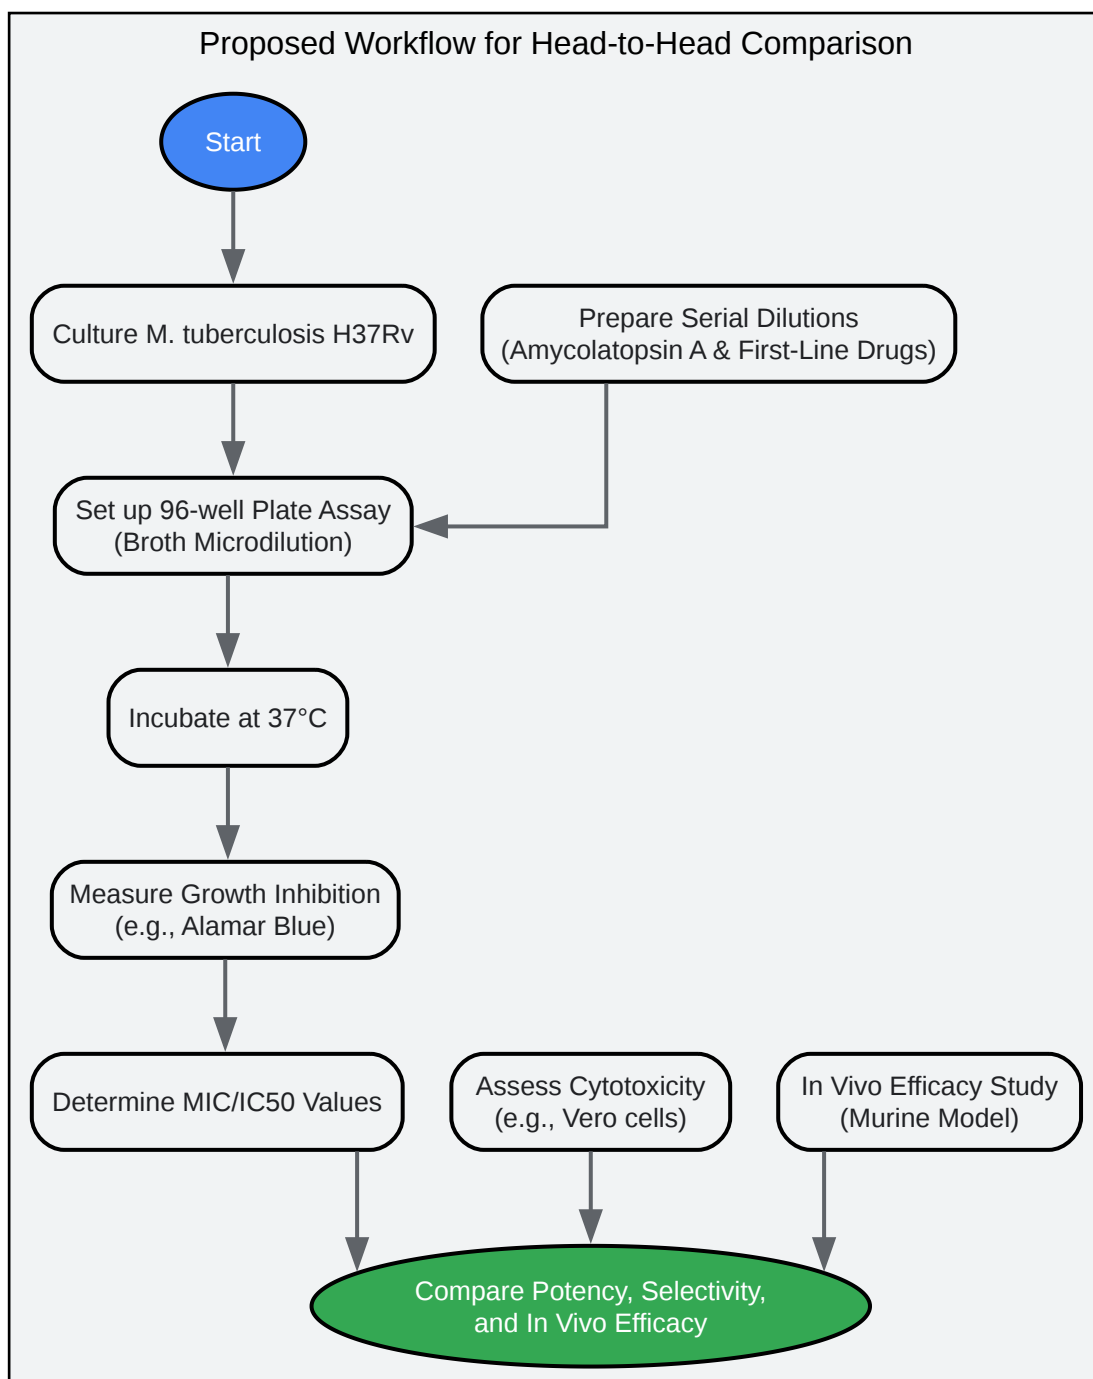 Proposed Workflow for Head-to-Head Comparison
Start
Culture M. tuberculosis H37Rv
Prepare Serial Dilutions
(Amycolatopsin A & First-Line Drugs)
Set up 96-well Plate Assay
(Broth Microdilution)
Incubate at 37°C
Measure Growth Inhibition
(e.g., Alamar Blue)
Determine MIC/IC50 Values
Assess Cytotoxicity
(e.g., Vero cells)
In Vivo Efficacy Study
(Murine Model)
Compare Potency, Selectivity,
and In Vivo Efficacy